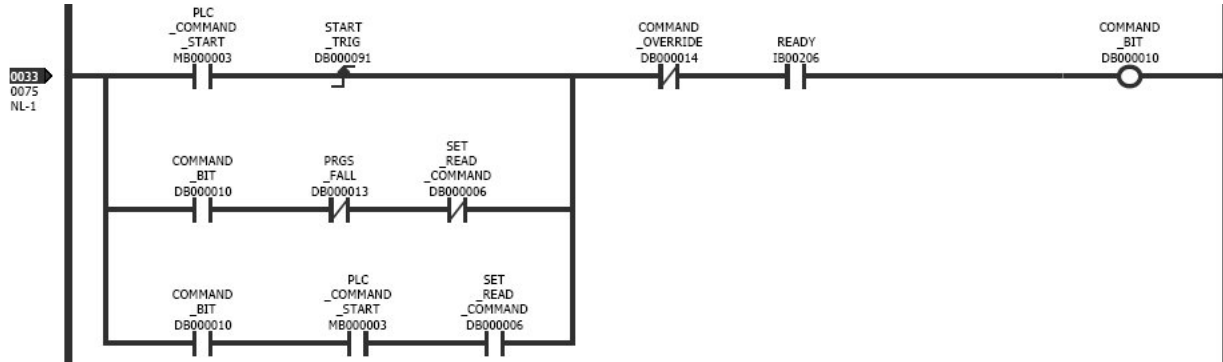 PLC
_COMMAND
_START
MB000003
START
_TRIG
DB000091
COMMAND
_OVERRIDE
DB000014
READY
IB00206
COMMAND
_BIT
DB000010
0033
0075
NL-1
COMMAND
_BIT
DB000010
PRGS
_FALL
DB000013
SET
_READ
_COMMAND
DB000006
COMMAND
_BIT
DB000010
PLC
_COMMAND
_START
MB000003
SET
_READ
_COMMAND
DB000006